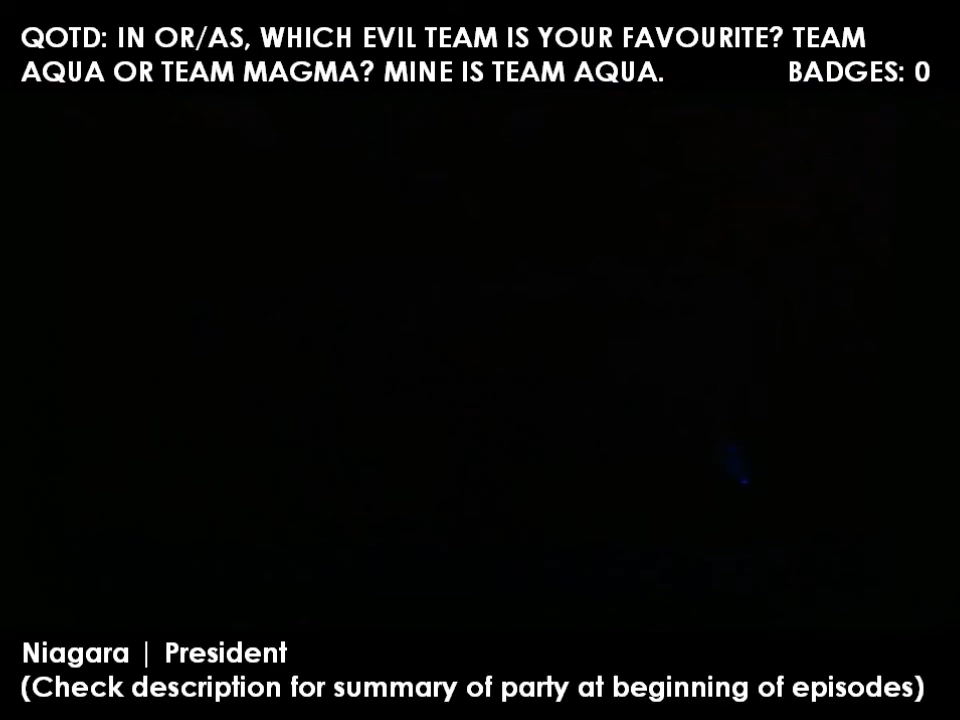 QOTD: IN OR/AS, WHICH EVIL TEAM IS YOUR FAVOURITE? TEAM
AQUA OR TEAM MAGMA? MINE IS TEAM AQUA. BADGES: 0
Niagara | President
(Check description for summary of party at beginning of episodes)